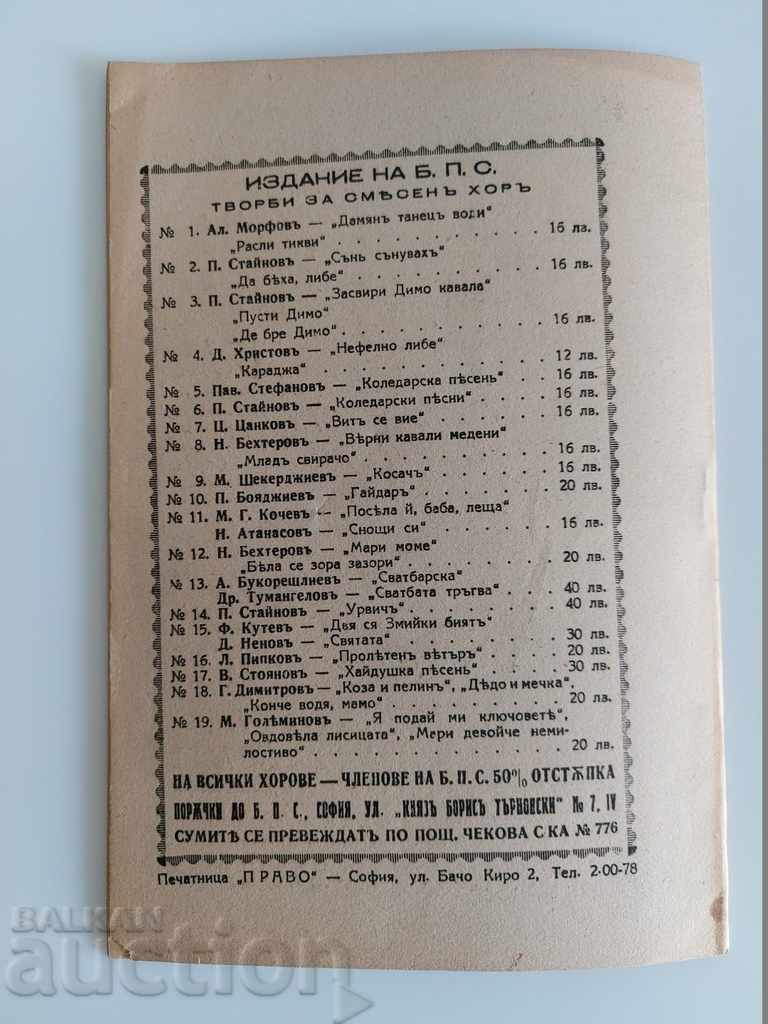 ИЗДАНИЕ НА Б. П. С.
ТВОРБИ ЗА СМѢСЕНЪ ХОРЪ
№ 1. Ал. Морфовъ — „Дамянъ танецъ води“
„Расли тикви“ . . . . . . . . . . . 16 лв.
№ 2. П. Стайновъ — „Сънь сънувахъ“
„Да бѣха, либе“ . . . . . . . . . . 16 лв.
№ 3. П. Стайновъ — „Засвири Димо кавала“
„Пусти Димо“
„Де бре Димо“ . . . . . . . . . . 16 лв.
№ 4. Д. Христовъ — „Нефелно либе“
„Караджа“ . . . . . . . . . . . . 12 лв.
№ 5. Пав. Стефановъ — „Коледарска пѣсень“ . . 16 лв.
№ 6. П. Стайновъ — „Коледарски пѣсни“ . . . . 16 лв.
№ 7. Ц. Цанковъ — „Витъ се вие“ . . . . . . 16 лв.
№ 8. Н. Бехтеровъ — „Вѣрни кавали медени“
„Младъ свирачо“ . . . . . . . . . 16 лв.
№ 9. М. Шекерджиевъ — „Косачъ“ . . . . . . 16 лв.
№ 10. П. Бояджиевъ — „Гайдаръ“ . . . . . . 20 лв.
№ 11. М. Г. Кочевъ — „Посѣла й, баба, леща“
Н. Атанасовъ — „Снощи си“ . . . . . . 16 лв.
№ 12. Н. Бехтеровъ — „Мари моме“
„Бѣла се зора зазори“ . . . . . . . 20 лв.
№ 13. А. Букорешлиевъ — „Сватбарска“
Др. Тумангеловъ — „Сватбата тръгва“ . . . 40 лв.
№ 14. П. Стайновъ — „Урвичъ“ . . . . . . . 40 лв.
№ 15. Ф. Кутевъ — „Двя ся Змийки биятъ“
Д. Неновъ — „Святата“ . . . . . . . 30 лв.
№ 16. Л. Пипковъ — „Пролѣтенъ вѣтъръ“ . . . . 20 лв.
№ 17. В. Стояновъ — „Хайдушка пѣсень“ . . . . 30 лв.
№ 18. Г. Димитровъ — „Коза и пелинъ“, „Дѣдо и мечка“,
„Конче водя, мамо“ . . . . . . . . 20 лв.
№ 19. М. Голѣминовъ — „Я подай ми ключоветѣ“,
„Овдовѣла лисицата“, „Мери девойче неми-
лостиво“ . . . . . . . . . . . . . 20 лв.
НА ВСИЧКИ ХОРОВЕ — ЧЛЕНОВЕ НА Б. П. С. 50% ОТСТѪПКА
ПОРѪЧКИ ДО Б. П. С., СОФИЯ, УЛ. „КНЯЗЪ БОРИСЪ ТЪРНОВСКИ“ № 7, IV
СУМИТѢ СЕ ПРЕВЕЖДАТЪ ПО ПОЩ. ЧЕКОВА С КА № 776
Печатница „ПРАВО“ — София, ул. Бачо Киро 2, Тел. 2-00-78
BALKAN
auction